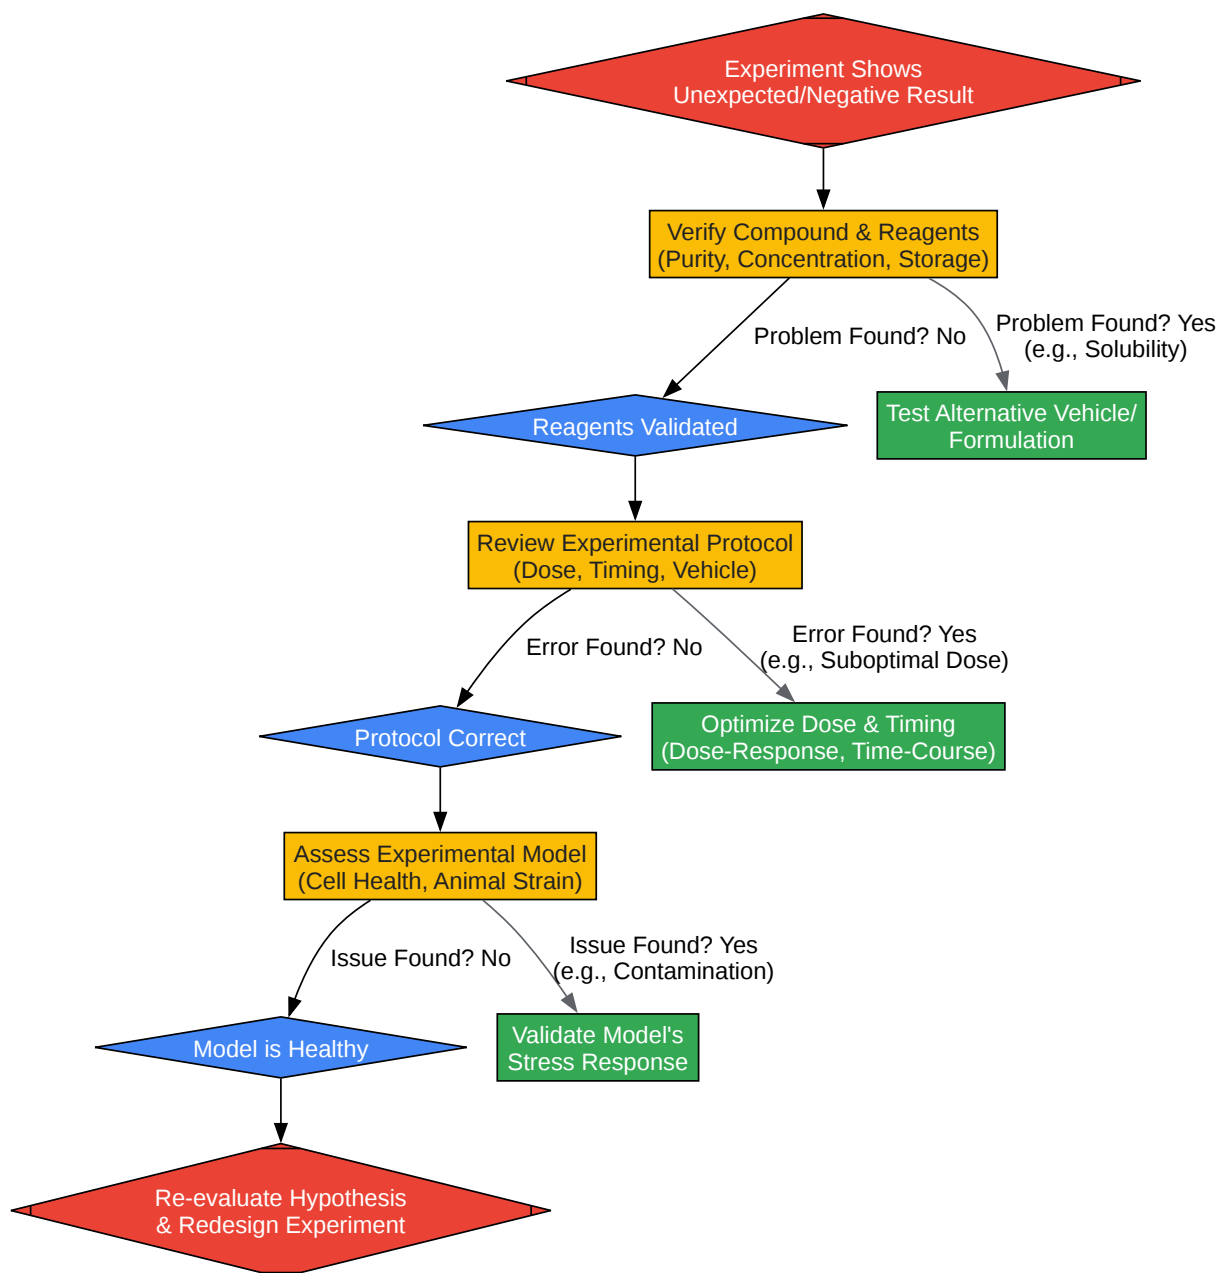 Experiment Shows
Unexpected/Negative Result
Verify Compound & Reagents
(Purity, Concentration, Storage)
Problem Found? No
Problem Found? Yes
(e.g., Solubility)
Reagents Validated
Test Alternative Vehicle/
Formulation
Review Experimental Protocol
(Dose, Timing, Vehicle)
Error Found? No
Error Found? Yes
(e.g., Suboptimal Dose)
Protocol Correct
Optimize Dose & Timing
(Dose-Response, Time-Course)
Assess Experimental Model
(Cell Health, Animal Strain)
Issue Found? No
Issue Found? Yes
(e.g., Contamination)
Model is Healthy
Validate Model's
Stress Response
Re-evaluate Hypothesis
& Redesign Experiment